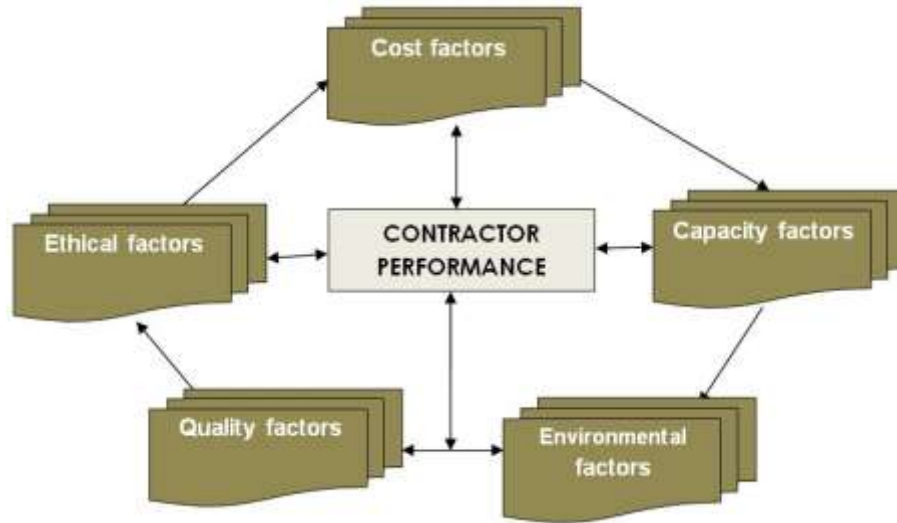 Cost factors
Ethical factors
CONTRACTOR
PERFORMANCE
Capacity factors
Quality factors
Environmental
factors